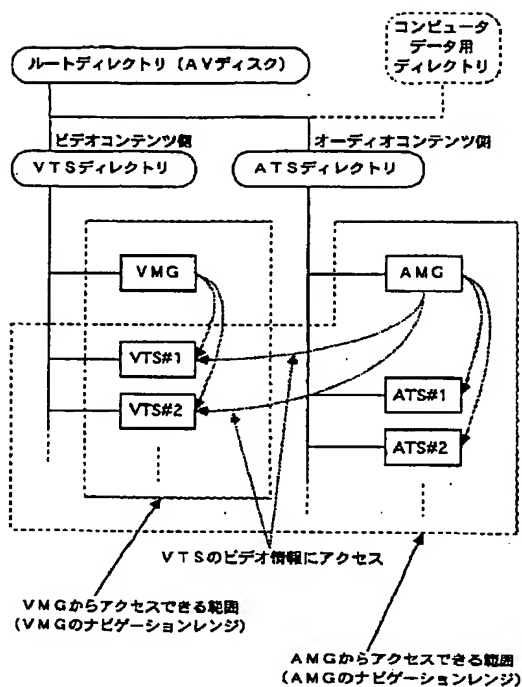 コンピュータ
データ用
ディレクトリ
ルートディレクトリ（AVディスク）
ビデオコンテンツ側
オーディオコンテンツ側
VTSディレクトリ
ATSディレクトリ
VMG
AMG
VTS#1
VTS#2
ATS#1
ATS#2
VTSのビデオ情報にアクセス
VMGからアクセスできる範囲
（VMGのナビゲーションレンジ）
AMGからアクセスできる範囲
（AMGのナビゲーションレンジ）